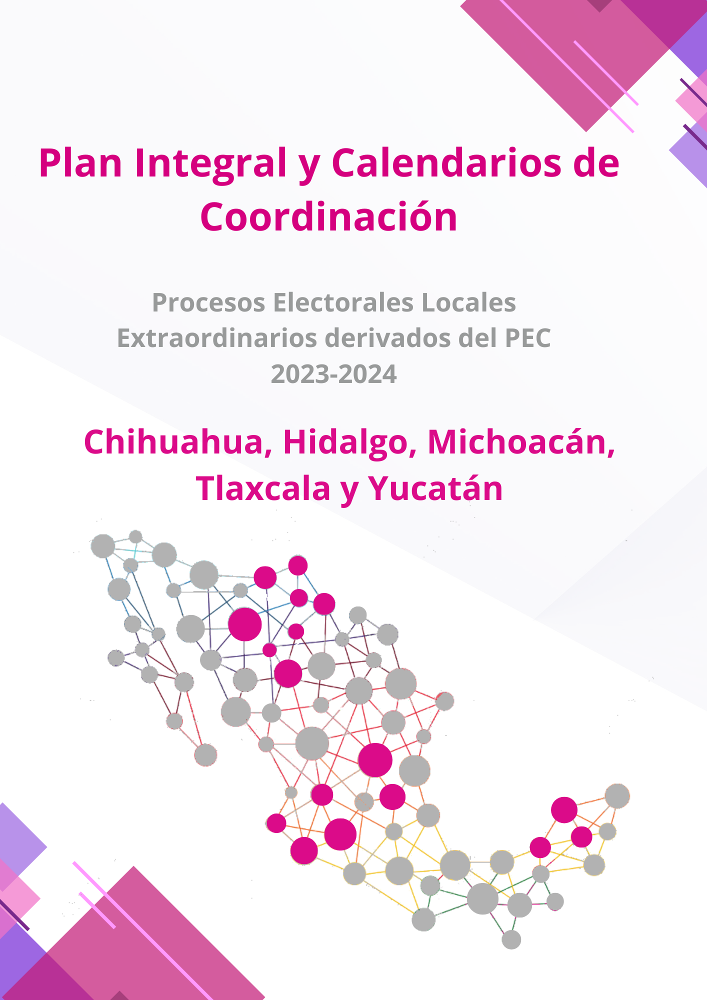 Plan Integral y Calendarios de
Coordinación
Procesos Electorales Locales
Extraordinarios derivados del PEC
2023-2024
Chihuahua, Hidalgo, Michoacán,
Tlaxcala y Yucatán